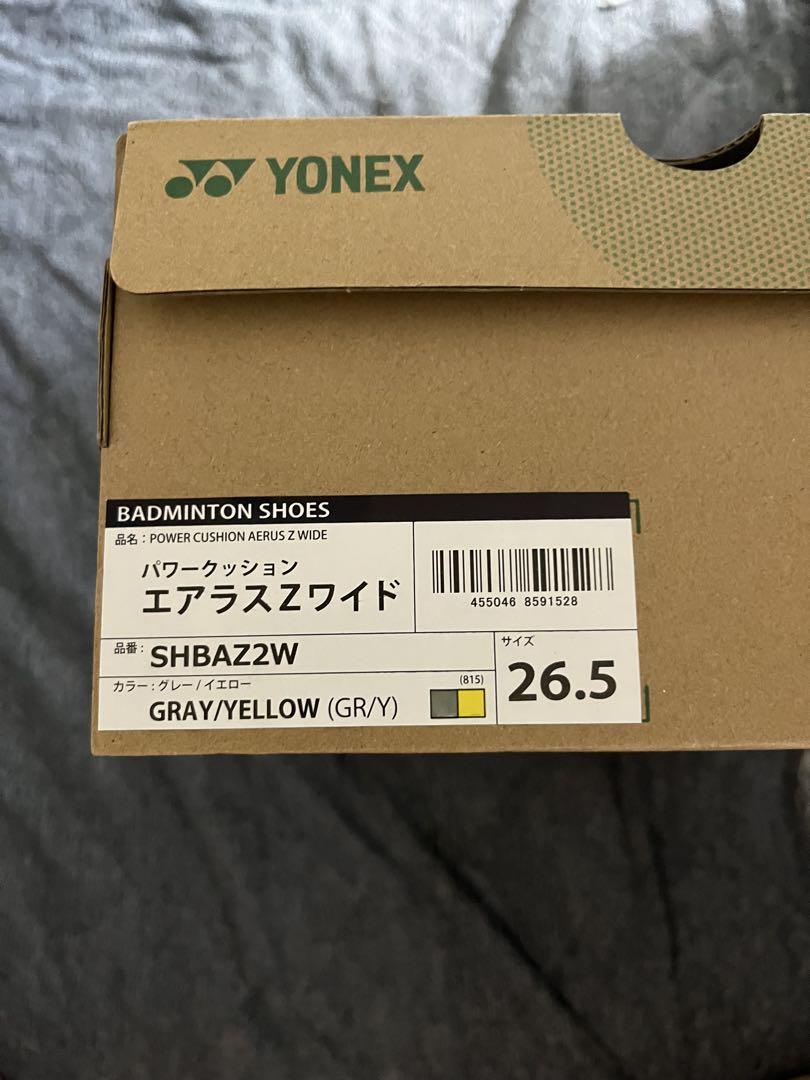 YONEX
BADMINTON SHOES
品名：POWER CUSHION AERUS Z WIDE
パワークッション
エアラスZワイド
455046 8591528
品番：SHBAZ2W
サイズ
26.5
カラー：グレー/イエロー
GRAY/YELLOW (GR/Y)
(815)